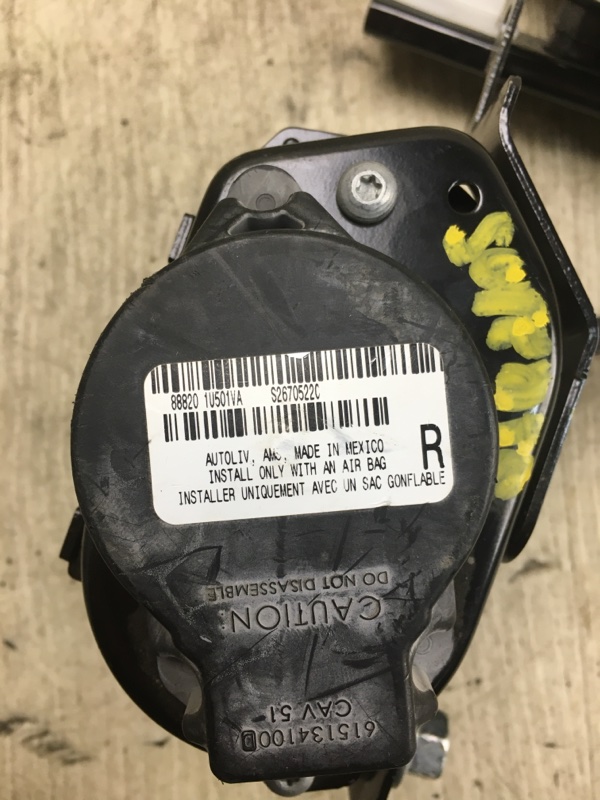 88820 1U501VA S2670522C
AUTOLIV, AMS, MADE IN MEXICO
INSTALL ONLY WITH AN AIR BAG
INSTALLER UNIQUEMENT AVEC UN SAC GONFLABLE
R
CAUTION:
DO NOT DISASSEMBLE
615134100D
CAV 51